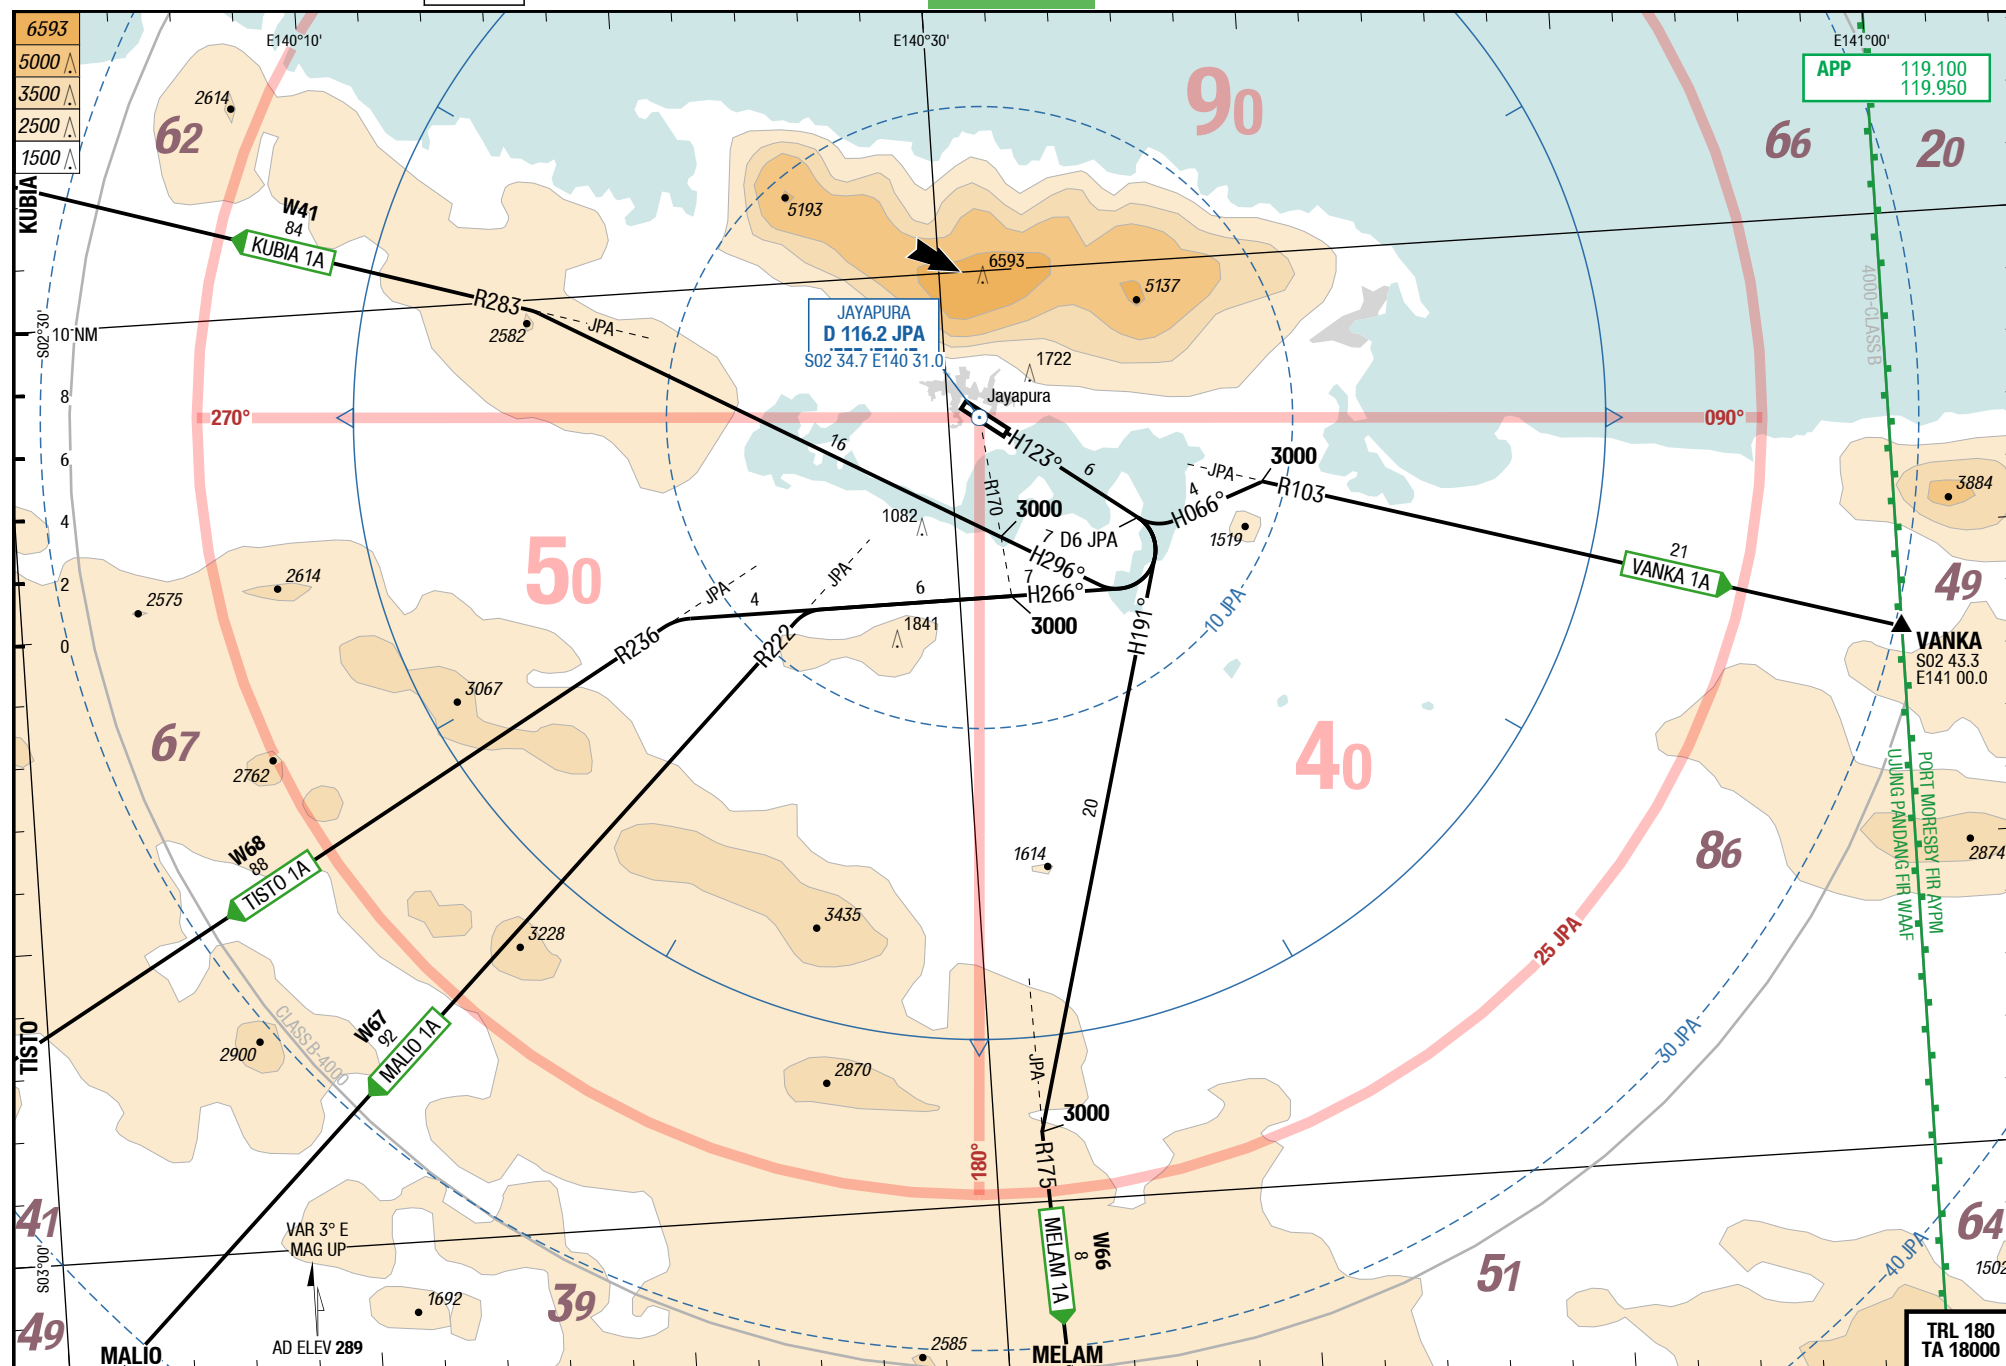 6593
5000
3500
2500
1500
E140°10'
E140°30'
E141°00'
APP 119.100
119.950
2614
62
90
66
20
KUBIA
W41
84
KUBIA 1A
5193
6593
5137
4000-CLASS B
R283
JPA
2582
S02°30'
10 NM
8
6
4
2
0
JAYAPURA
D 116.2 JPA
S02 34.7 E140 31.0
1722
Jayapura
270°
090°
16
H123°
6
R170
3000
JPA
3000
R103
4
H066°
1519
3884
1082
7
D6 JPA
H296°
7
H266°
50
2614
2575
JPA
JPA
4
6
3000
1841
R236
R222
H191°
10 JPA
21
VANKA 1A
49
VANKA
S02 43.3
E141 00.0
3067
67
2762
40
PORT MORESBY FIR AYPM
UJUNG PANDANG FIR WAAF
20
86
1614
2874
W68
88
TISTO 1A
3435
3228
25 JPA
TISTO
2900
CLASS B-4000
W67
92
MALIO 1A
2870
JPA
30 JPA
3000
180°
R175
41
VAR 3° E
MAG UP
S03°00'
W66
8
MELAM 1A
64
40 JPA
51
1502
39
1692
49
AD ELEV 289
2585
MALIO
MELAM
TRL 180
TA 18000